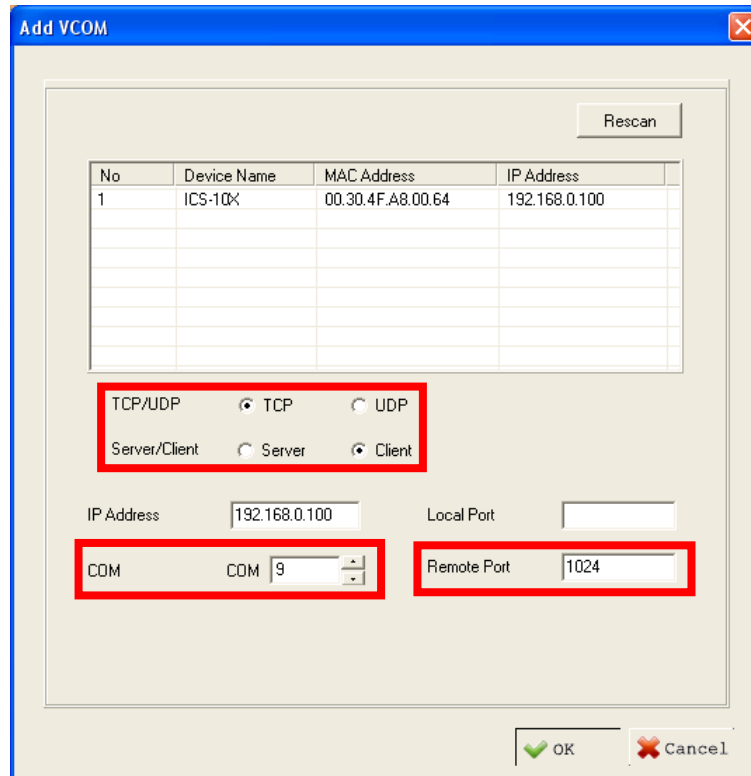 Add VCOM
Rescan
No Device Name MAC Address IP Address
1 ICS-10X 00.30.4F.A8.00.64 192.168.0.100
TCP/UDP TCP UDP
Server/Client Server Client
IP Address 192.168.0.100 Local Port
COM COM 9 Remote Port 1024
OK Cancel